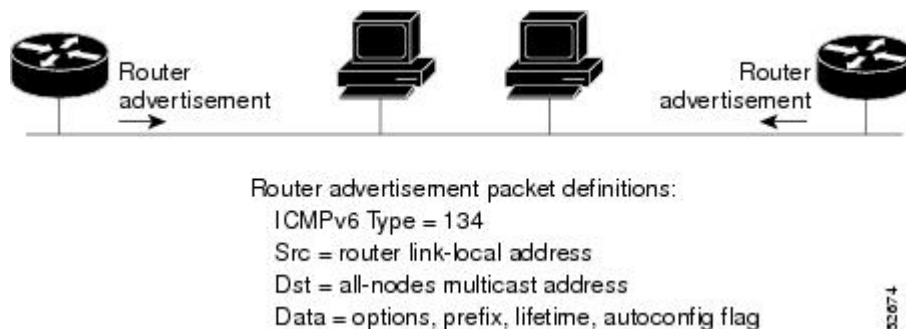 Router
advertisement
Router
advertisement
Router advertisement packet definitions:
ICMPv6 Type = 134
Src = router link-local address
Dst = all-nodes multicast address
Data = options, prefix, lifetime, autoconfig flag
52674